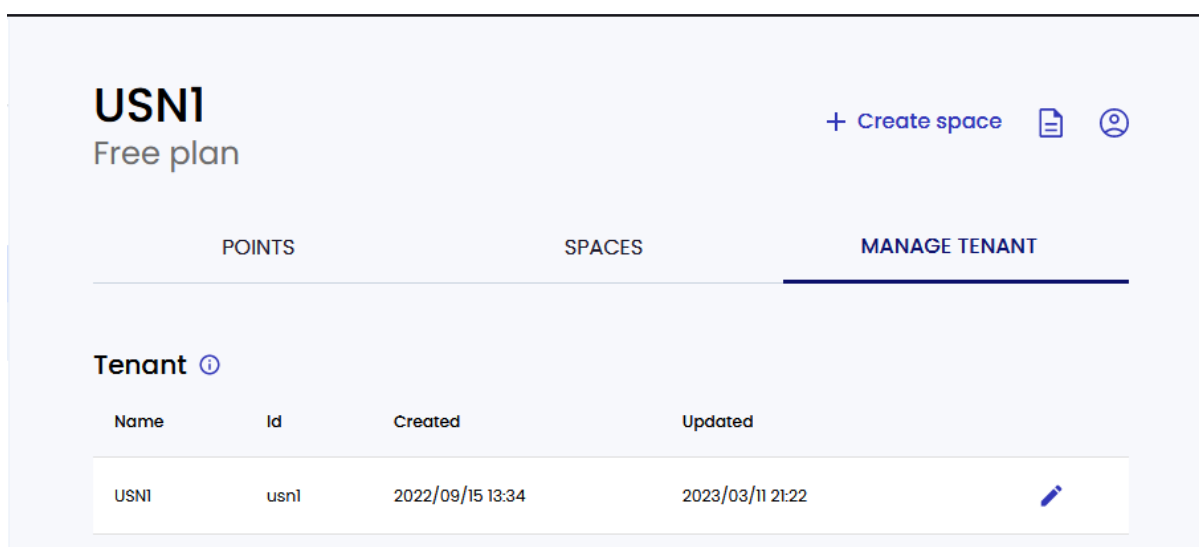 USN1
Free plan
+ Create space
POINTS SPACES MANAGE TENANT
Tenant
Name Id Created Updated
USN1 usn1 2022/09/15 13:34 2023/03/11 21:22